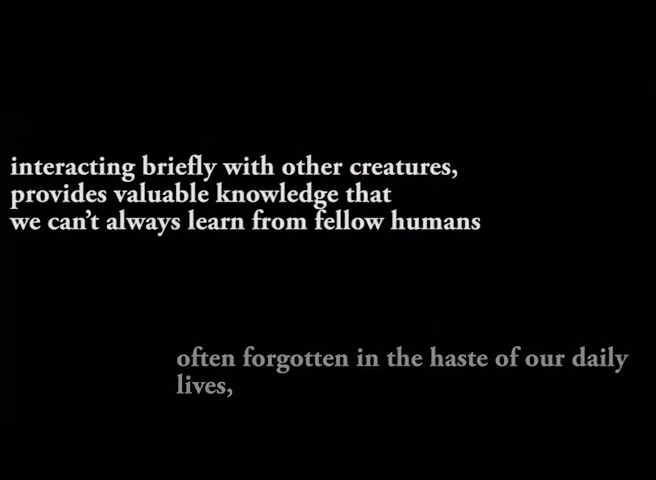 interacting briefly with other creatures,
provides valuable knowledge that
we can’t always learn from fellow humans
often forgotten in the haste of our daily
lives,